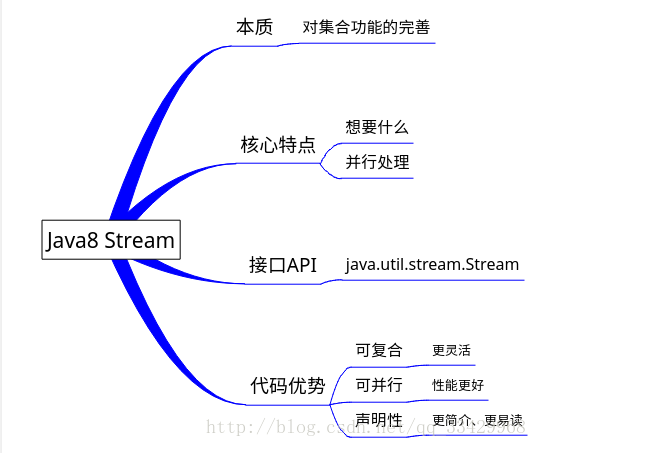 本质
对集合功能的完善
核心特点
想要什么
并行处理
Java8 Stream
接口API
java.util.stream.Stream
代码优势
可复合
更灵活
可并行
性能更好
声明性
更简介、更易读